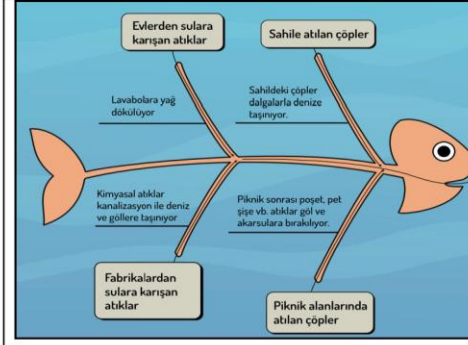 Evlerden sulara
karışan atıklar
Sahile atılan çöpler
Lavabolara yağ
dökülüyor
Sahildeki çöpler
dalgalarla denize
taşınıyor.
Kimyasal atıklar
kanalizasyon ile deniz
ve göllere taşınıyor
Piknik sonrası poşet, pet
şişe vb. atıklar göl ve
akarsulara bırakılıyor.
Fabrikalardan
sulara karışan
atıklar
Piknik alanlarında
atılan çöpler